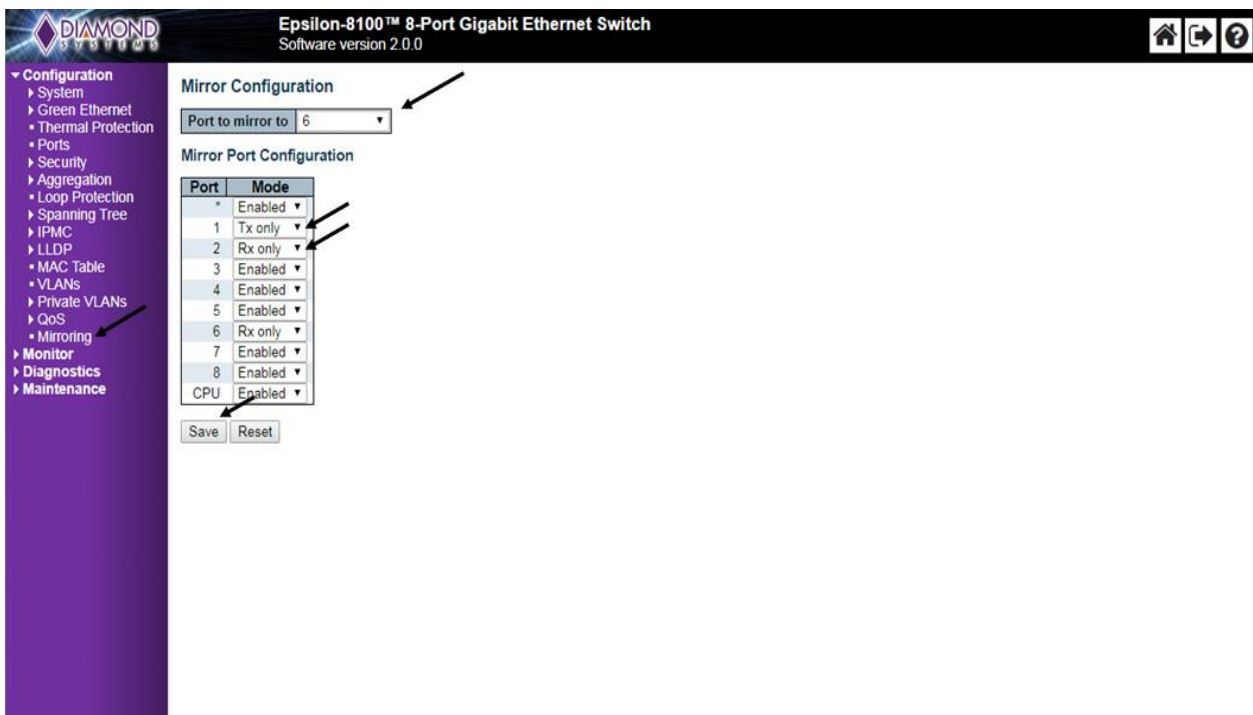 DIAMOND
SYSTEMS
Epsilon-8100™ 8-Port Gigabit Ethernet Switch
Software version 2.0.0
Configuration
System
Green Ethernet
Thermal Protection
Ports
Security
Aggregation
Loop Protection
Spanning Tree
IPMC
LLDP
MAC Table
VLANs
Private VLANs
QoS
Mirroring
Monitor
Diagnostics
Maintenance
Mirror Configuration
Port to mirror to 6
Mirror Port Configuration
Port Mode
* Enabled
1 Tx only
2 Rx only
3 Enabled
4 Enabled
5 Enabled
6 Rx only
7 Enabled
8 Enabled
CPU Enabled
Save Reset